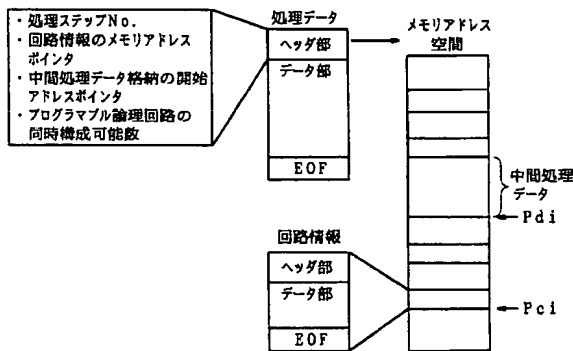 ・処理ステップNo.
・回路情報のメモリアドレス
ポインタ
・中間処理データ格納の開始
アドレスポインタ
・プログラマブル論理回路の
同時構成可能数
処理データ
ヘッダ部
データ部
EOF
メモリアドレス
空間
中間処理
データ
Pdi
回路情報
ヘッダ部
データ部
EOF
Pci